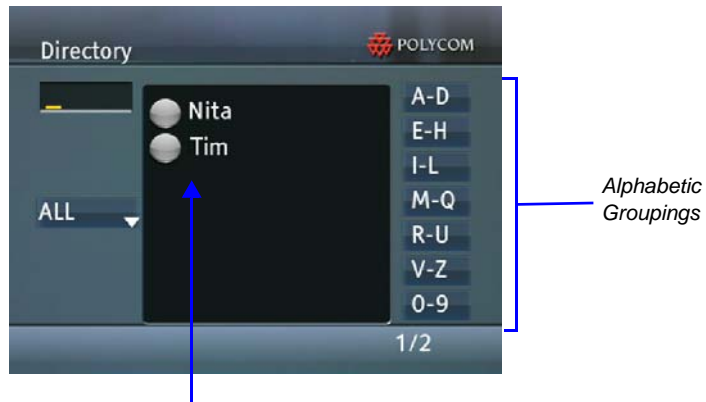 Directory
POLYCOM
Nita
Tim
ALL
A-D
E-H
I-L
M-Q
R-U
V-Z
0-9
1/2
Alphabetic
Groupings